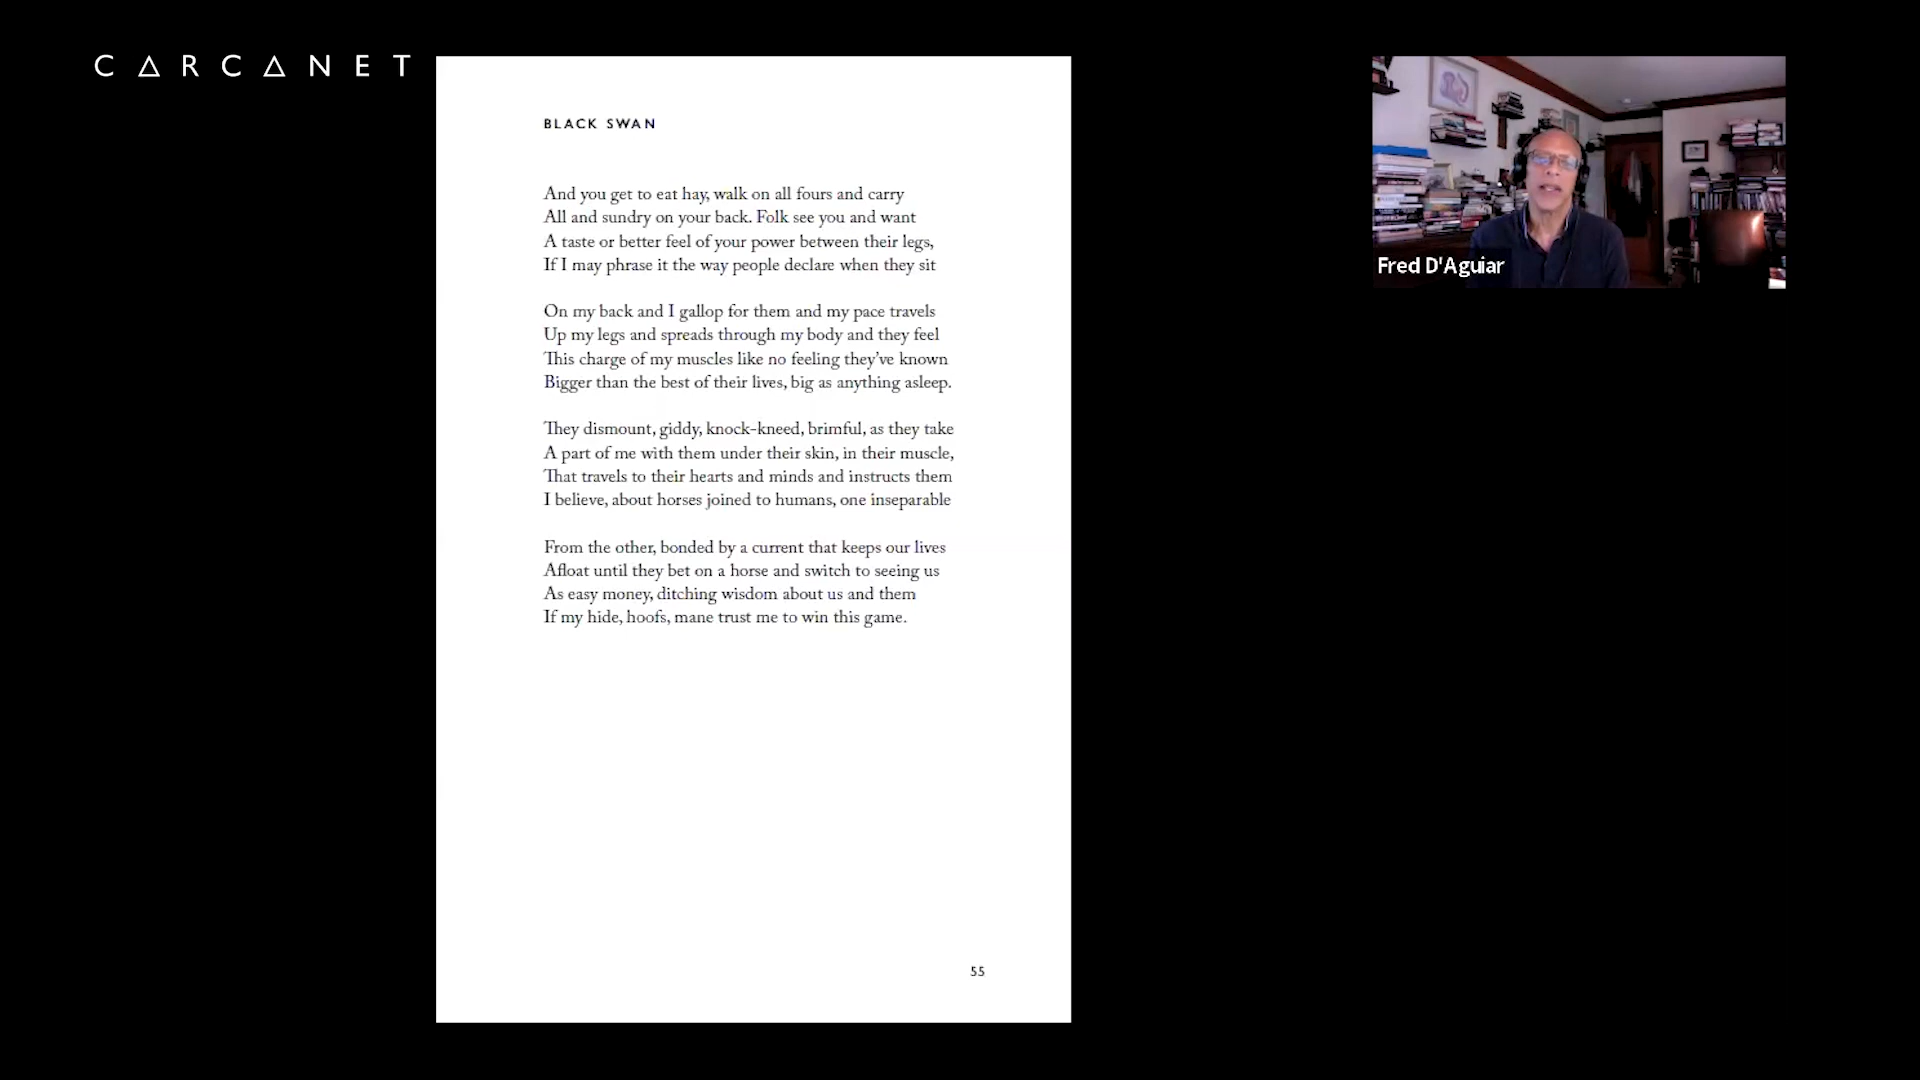 CARCANET
BLACK SWAN
And you get to eat hay, walk on all fours and carry
All and sundry on your back. Folk see you and want
A taste or better feel of your power between their legs,
If I may phrase it the way people declare when they sit
On my back and I gallop for them and my pace travels
Up my legs and spreads through my body and they feel
This charge of my muscles like no feeling they've known
Bigger than the best of their lives, big as anything asleep.
They dismount, giddy, knock-kneed, brimful, as they take
A part of me with them under their skin, in their muscle,
That travels to their hearts and minds and instructs them
I believe, about horses joined to humans, one inseparable
From the other, bonded by a current that keeps our lives
Afloat until they bet on a horse and switch to seeing us
As easy money, ditching wisdom about us and them
If my hide, hoofs, mane trust me to win this game.
55
Fred D'Aguiar